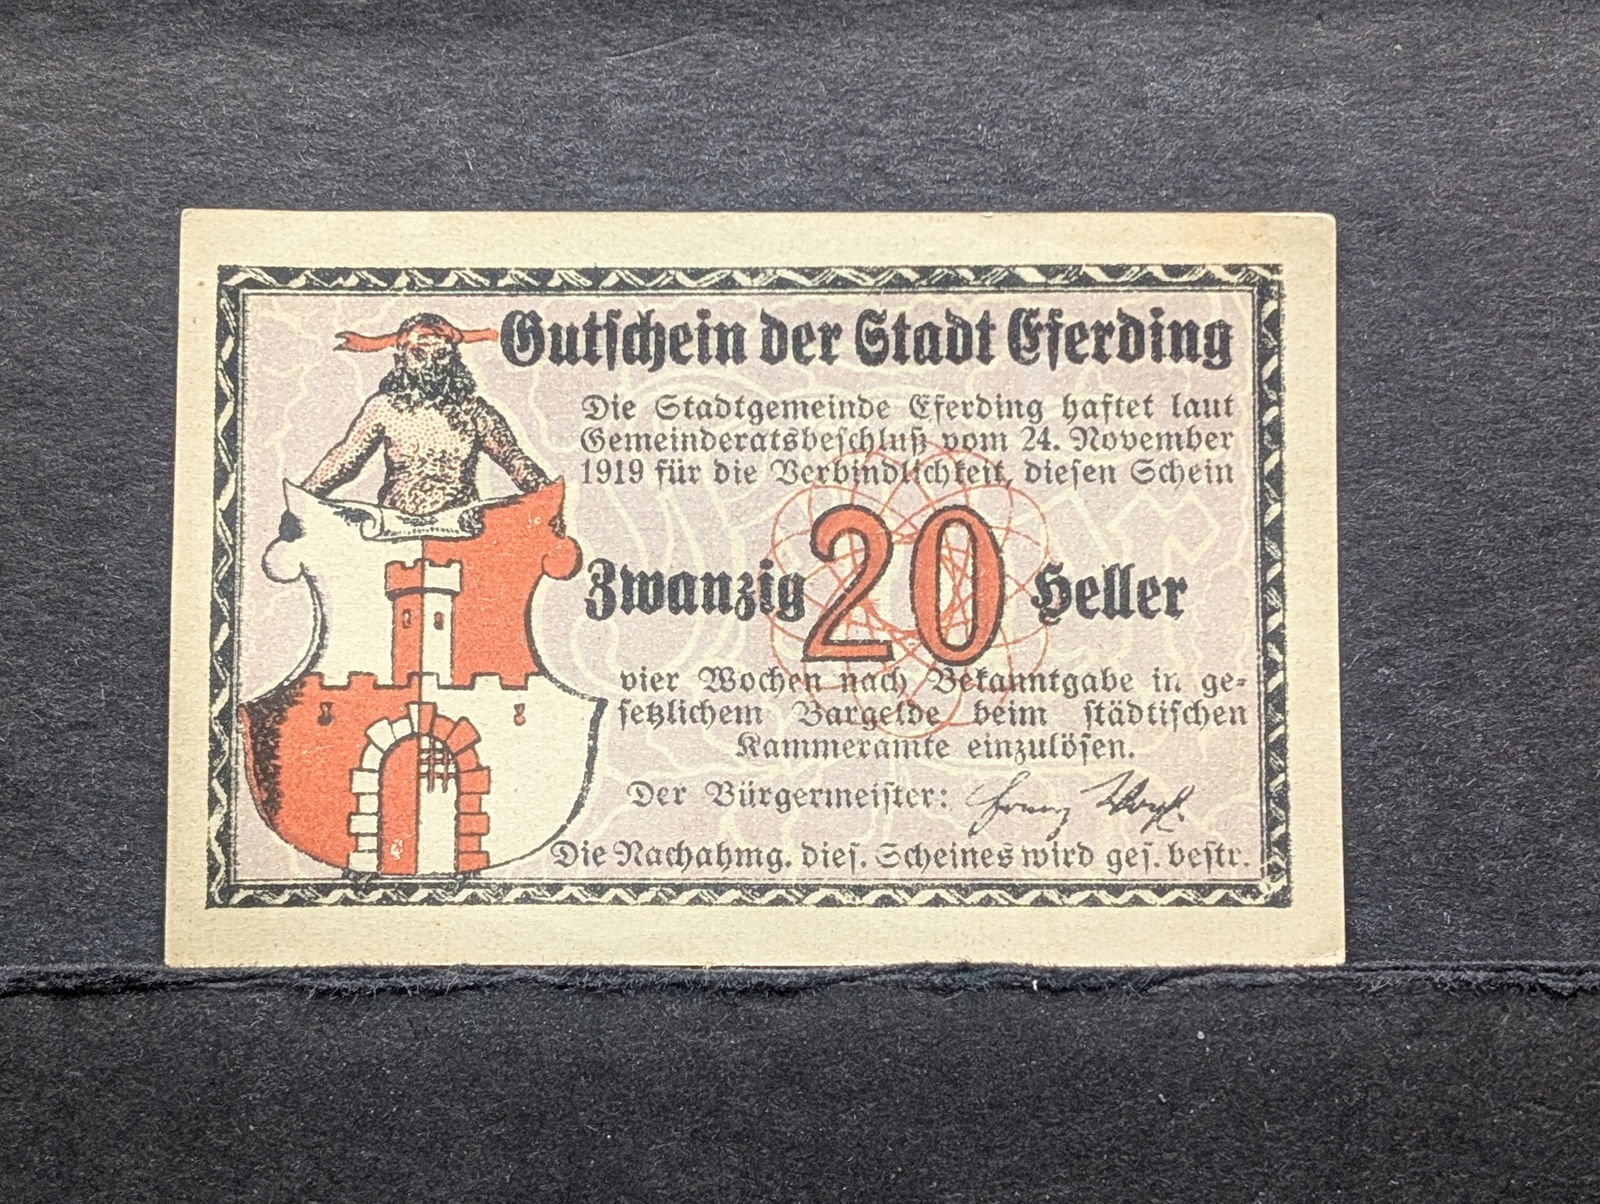 Gutschein der Stadt Eferding
Die Stadtgemeinde Eferding haftet laut
Gemeinderatsbeschluß vom 24. November
1919 für die Verbindlichkeit, diesen Schein
Zwanzig 20 Heller
vier Wochen nach Bekanntgabe in ge-
setzlichem Bargelde beim städtischen
Kammeramte einzulösen.
Der Bürgermeister:
Die Nachahmg. dies. Scheines wird ges. bestr.